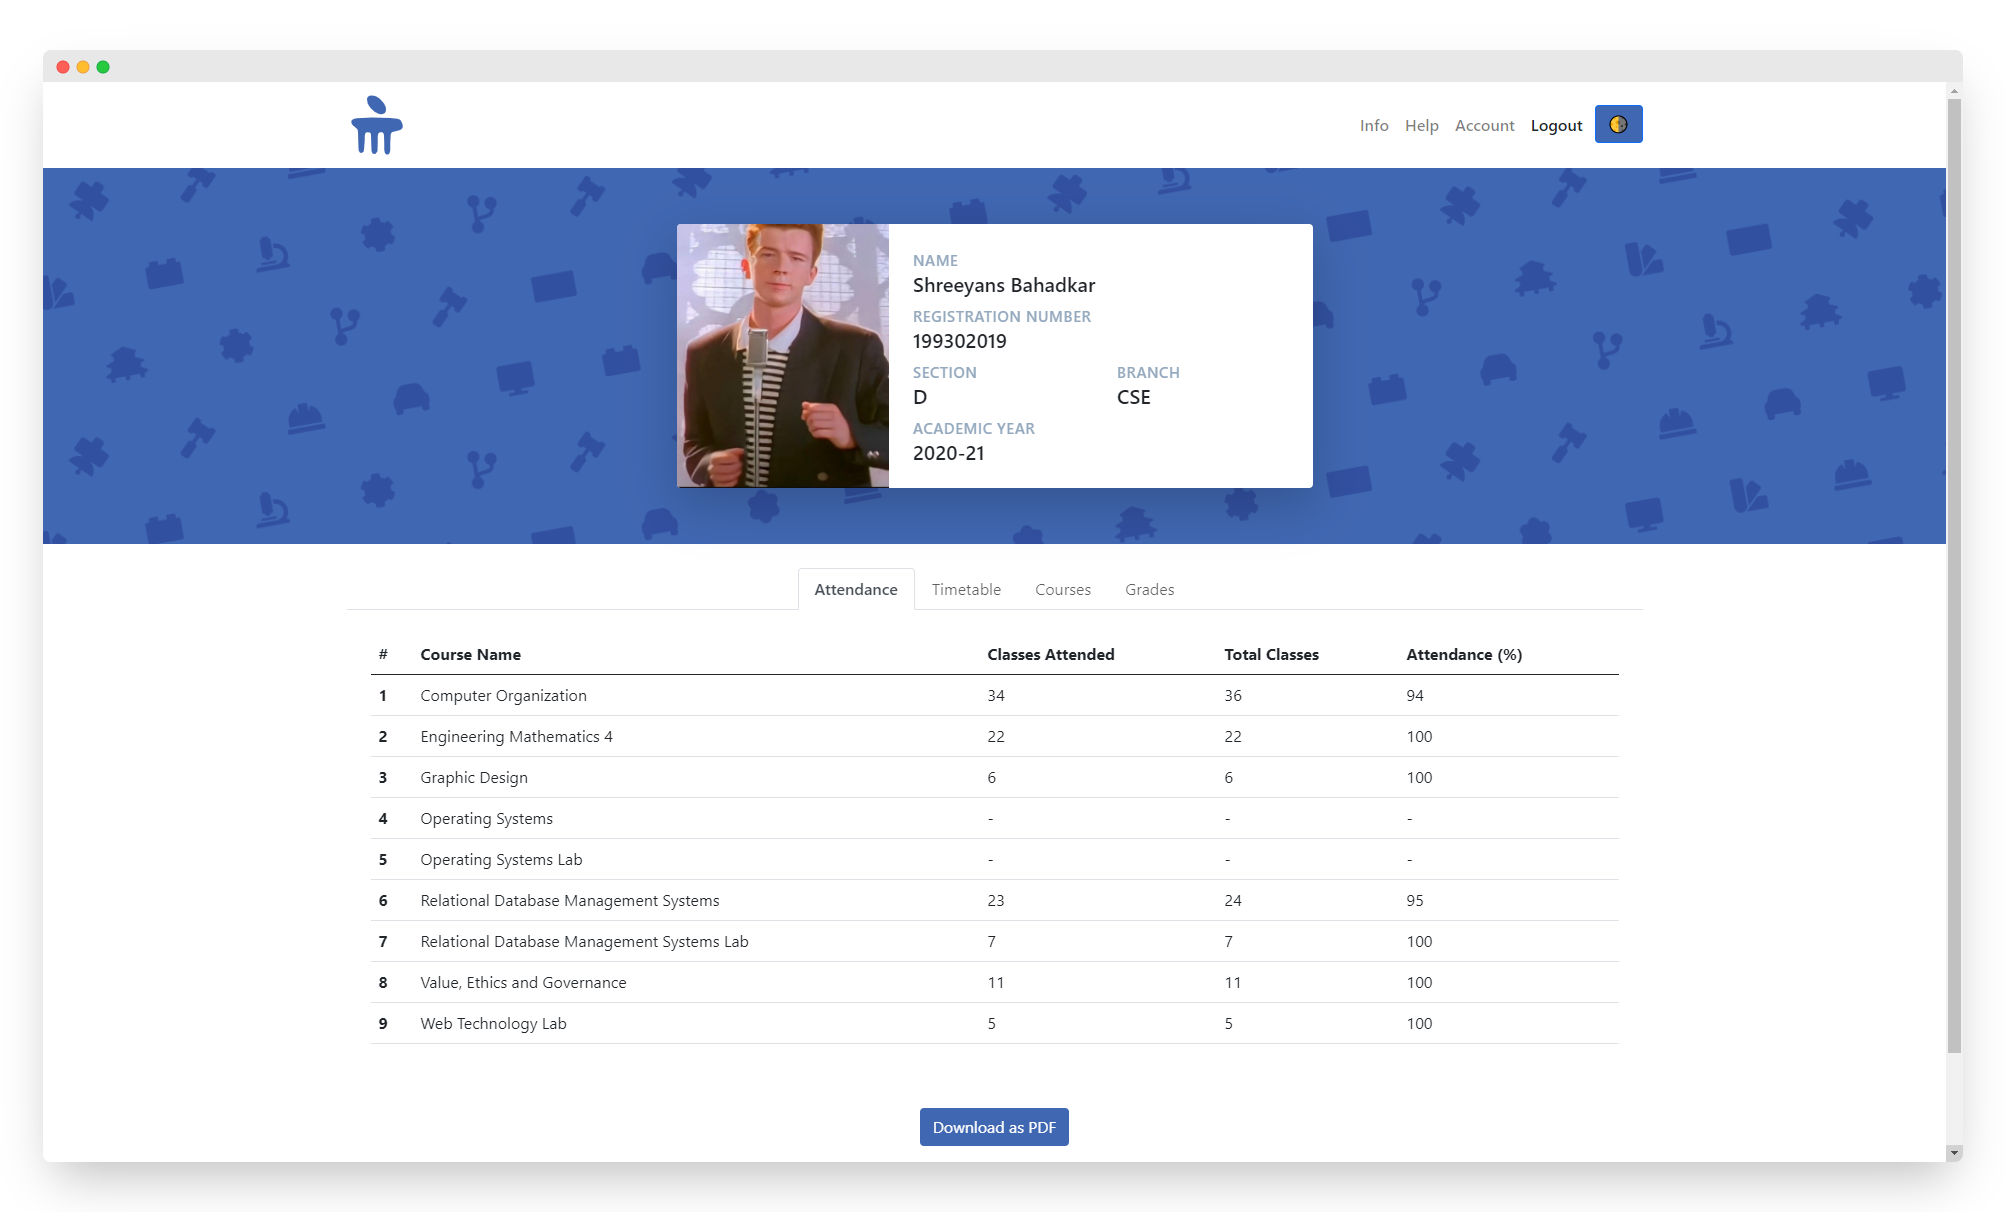 Info Help Account Logout
NAME
Shreeyans Bahadkar
REGISTRATION NUMBER
199302019
SECTION BRANCH
D CSE
ACADEMIC YEAR
2020-21
Attendance Timetable Courses Grades
# Course Name Classes Attended Total Classes Attendance (%)
1 Computer Organization 34 36 94
2 Engineering Mathematics 4 22 22 100
3 Graphic Design 6 6 100
4 Operating Systems - - -
5 Operating Systems Lab - - -
6 Relational Database Management Systems 23 24 95
7 Relational Database Management Systems Lab 7 7 100
8 Value, Ethics and Governance 11 11 100
9 Web Technology Lab 5 5 100
Download as PDF